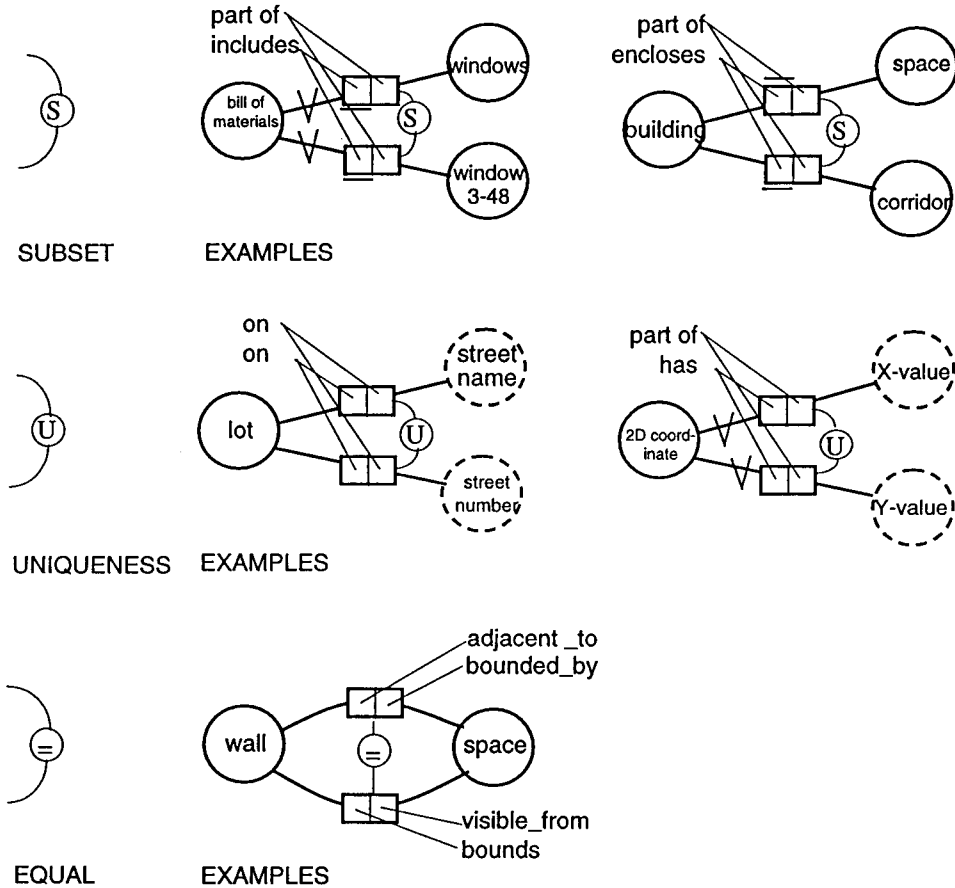 part of
includes
windows
bill of
materials
S
S
window
3-48
part of
encloses
space
building
S
corridor
SUBSET
EXAMPLES
on
on
street
name
lot
U
U
street
number
part of
has
X-value
2D coord-
inate
U
Y-value
UNIQUENESS
EXAMPLES
adjacent _to
bounded_by
=
wall
=
space
visible_from
bounds
EQUAL
EXAMPLES